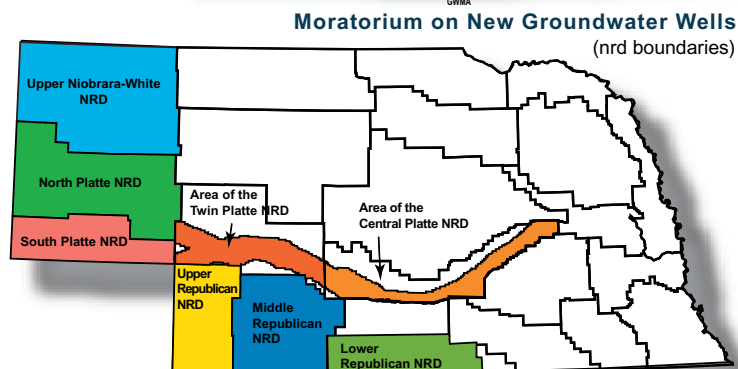 GWMA
Moratorium on New Groundwater Wells
(nrd boundaries)
Upper Niobrara-White
NRD
North Platte NRD
South Platte NRD
Area of the
Twin Platte NRD
Area of the
Central Platte NRD
Upper
Republican
NRD
Middle
Republican
NRD
Lower
Republican NRD